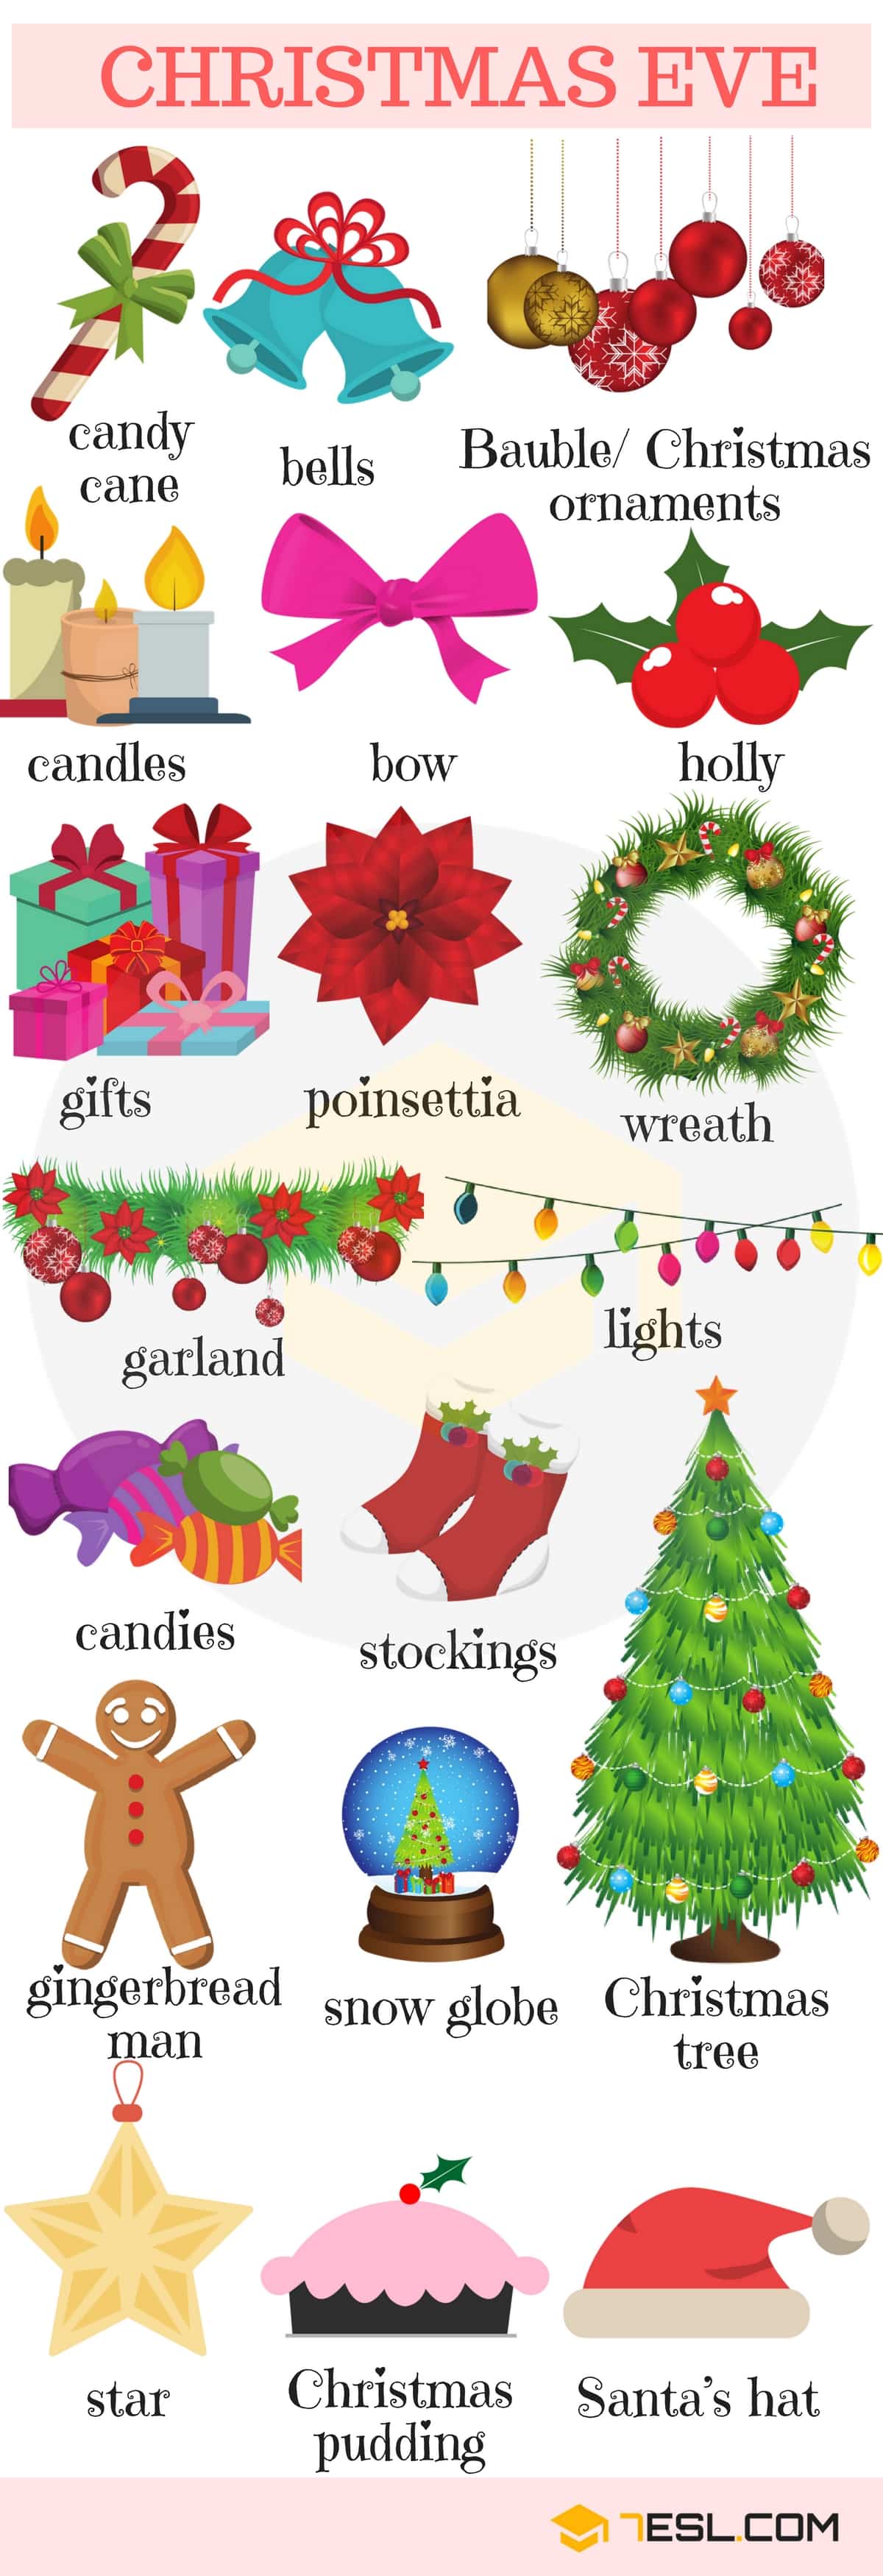 CHRISTMAS EVE
candy
cane
bells
Bauble/ Christmas
ornaments
candles
bow
holly
gifts
poinsettia
wreath
garland
lights
candies
stockings
gingerbread
man
snow globe
Christmas
tree
star
Christmas
pudding
Santa's hat
7ESL.COM